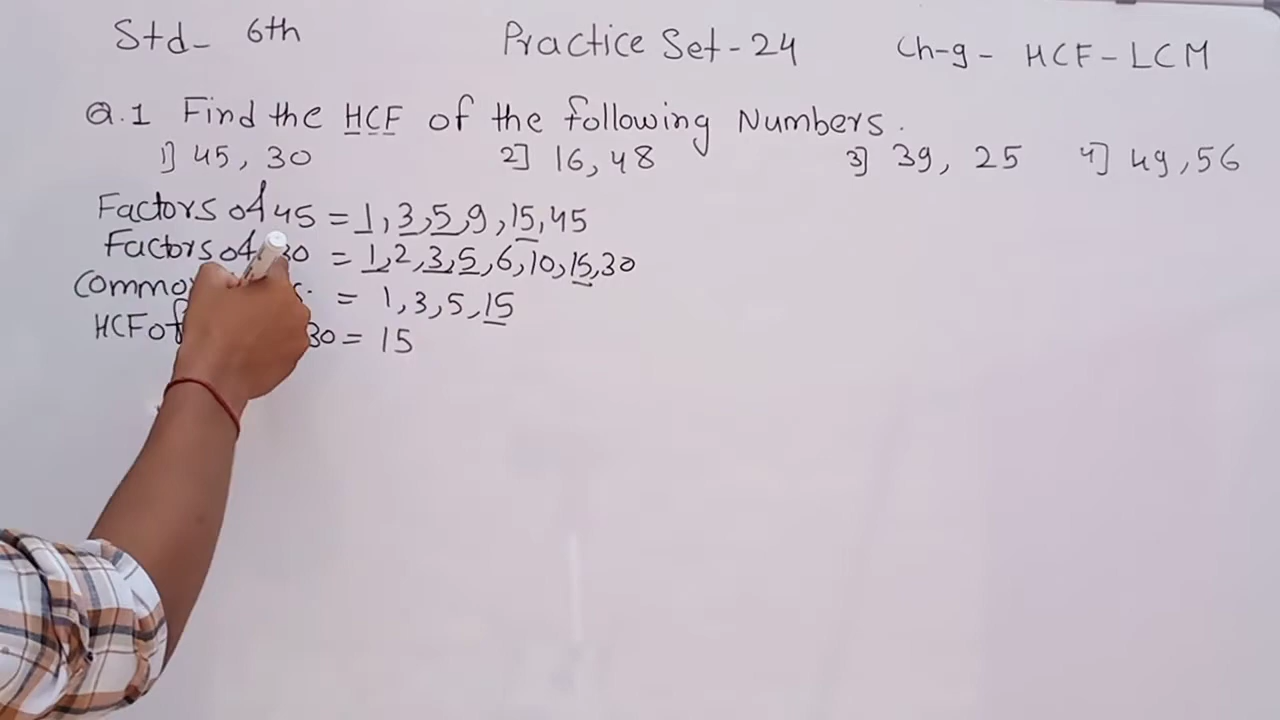 Std- 6th Practice Set-24 Ch-9- HCF-LCM
Q.1 Find the HCF of the following Numbers.
1] 45, 30 2] 16, 48 3] 39, 25 4] 49, 56
Factors of 45 = 1, 3, 5, 9, 15, 45
Factors of 30 = 1, 2, 3, 5, 6, 10, 15, 30
= 1, 3, 5, 15
HCF of 30 = 15